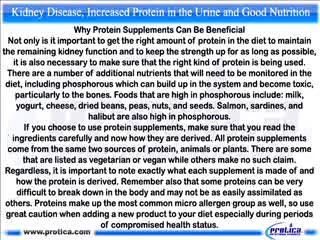 Kidney Disease, Increased Protein in the Urine and Good Nutrition
Why Protein Supplements Can Be Beneficial
Not only is it important to get the right amount of protein in the diet to maintain
the remaining kidney function and to keep the strength up for as long as possible,
it is also necessary to make sure that the right kind of protein is being used.
There are a number of additional nutrients that will need to be monitored in the
diet, including phosphorous which can build up in the system and become toxic,
particularly to the bones. Foods that are high in phosphorous include: milk,
yogurt, cheese, dried beans, peas, nuts, and seeds. Salmon, sardines, and
halibut are also high in phosphorous.
If you choose to use protein supplements, make sure that you read the
ingredients carefully and now how they are derived. All protein supplements
come from the same two sources of protein, animals or plants. There are some
that are listed as vegetarian or vegan while others make no such claim.
Regardless, it is important to note exactly what each supplement is made of and
how the protein is derived. Remember also that some proteins can be very
difficult to break down in the body and may not be as easily assimilated as
others. Proteins make up the most common micro allergen group as well, so use
great caution when adding a new product to your diet especially during periods
of compromised health status.
www.protica.com
protica